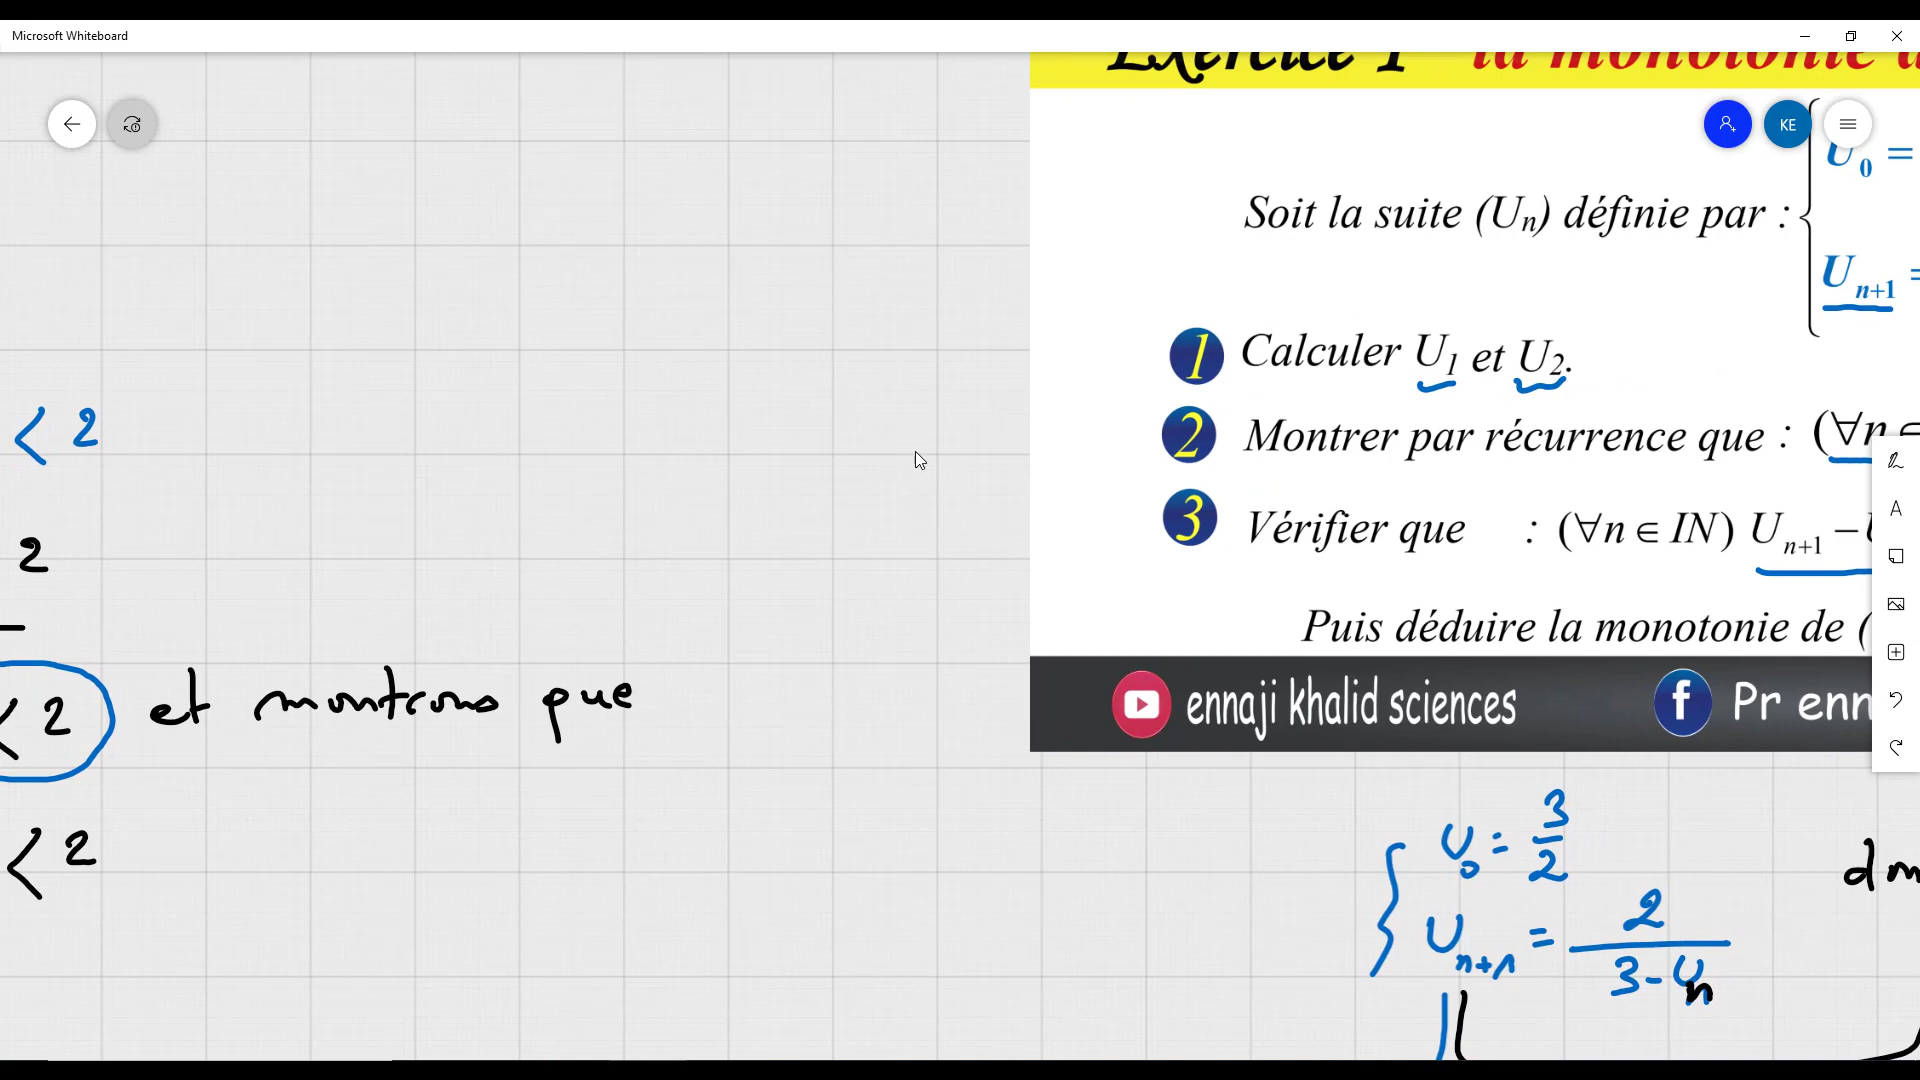 Microsoft Whiteboard
Exercice 1 la monotonie d
KE
U0 =
Soit la suite (Un) définie par :
Un+1 =
1 Calculer U1 et U2.
2 Montrer par récurrence que : (∀n ∈
3 Vérifier que : (∀n ∈ IN) Un+1 − U
Puis déduire la monotonie de (
ennaji khalid sciences
f Pr enn
< 2
2
< 2 et montrons que
< 2
U0 = 3/2
Un+1 = 2/(3-Un)